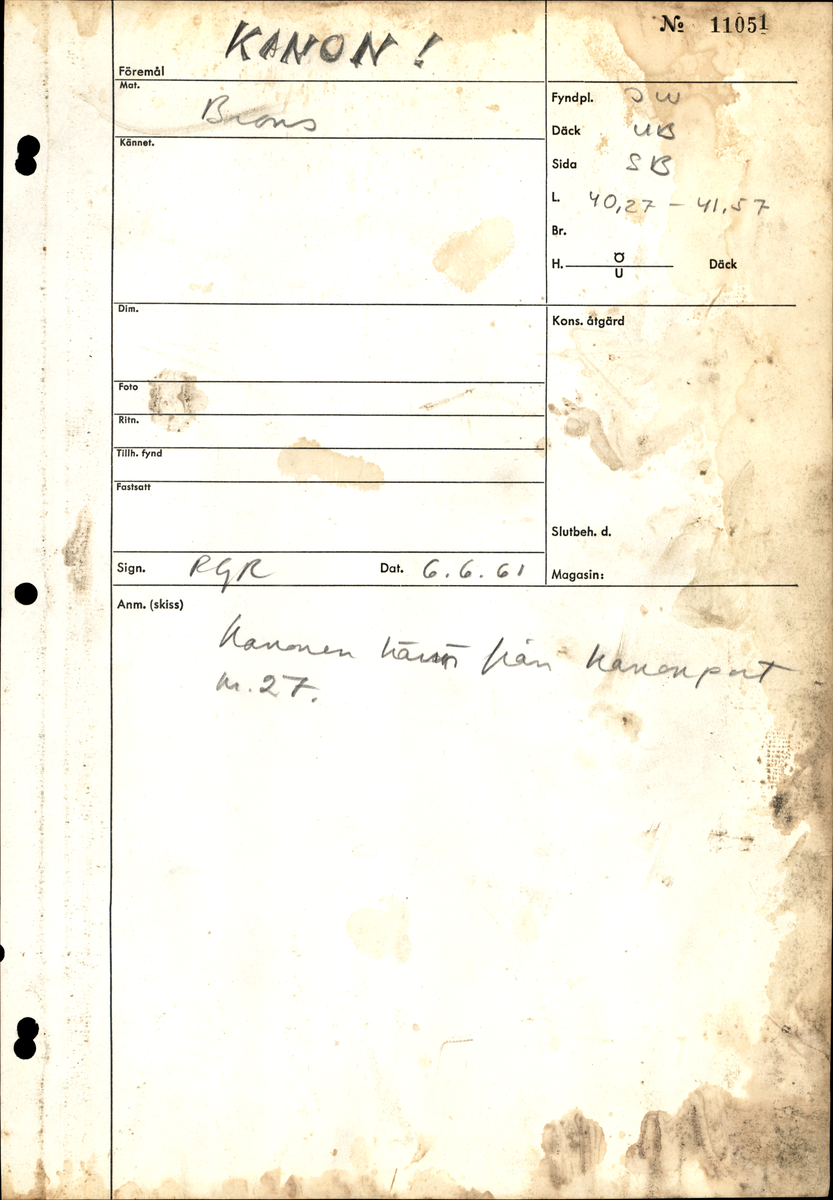 № 11051
Föremål KANON !
Mat. Brons
Kännet.
Fyndpl. OW
Däck UB
Sida SB
L. 40,27 – 41,57
Br.
H. Ö U Däck
Dim.
Kons. åtgärd
Foto
Ritn.
Tillh. fynd
Fastsatt
Slutbeh. d.
Sign. RGR Dat. 6.6.61
Magasin:
Anm. (skiss)
Kanonen från Kanonport
nr. 27.